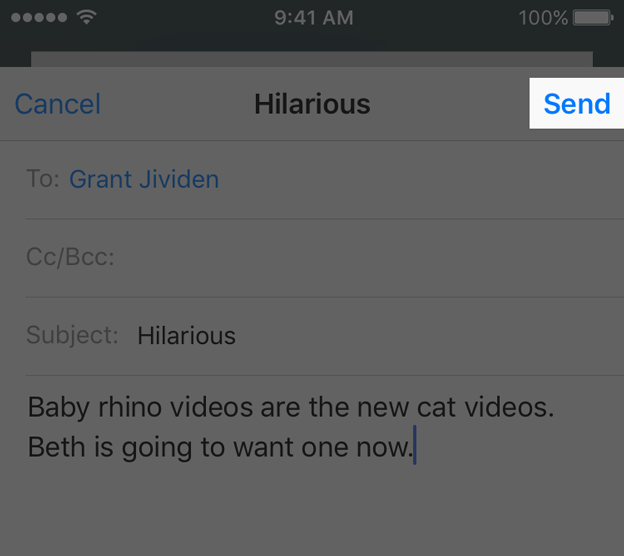 9:41 AM 100%
Cancel Hilarious Send
To: Grant Jividen
Cc/Bcc:
Subject: Hilarious
Baby rhino videos are the new cat videos.
Beth is going to want one now.